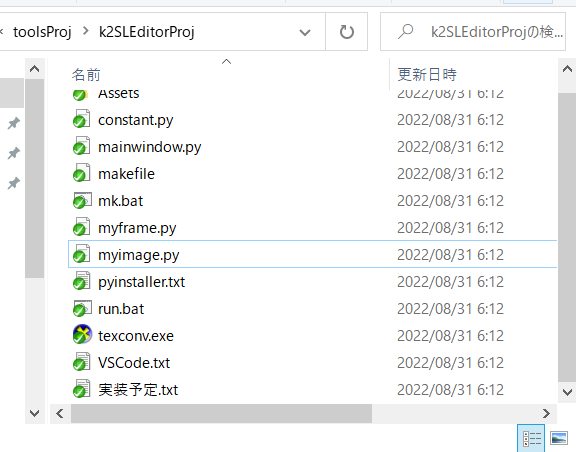 toolsProj > k2SLEditorProj
k2SLEditorProjの検...
名前 更新日時
Assets 2022/08/31 6:12
constant.py 2022/08/31 6:12
mainwindow.py 2022/08/31 6:12
makefile 2022/08/31 6:12
mk.bat 2022/08/31 6:12
myframe.py 2022/08/31 6:12
myimage.py 2022/08/31 6:12
pyinstaller.txt 2022/08/31 6:12
run.bat 2022/08/31 6:12
texconv.exe 2022/08/31 6:12
VSCode.txt 2022/08/31 6:12
実装予定.txt 2022/08/31 6:12